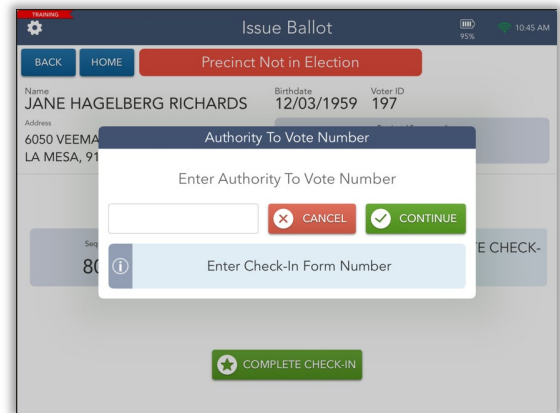 TRAINING
Issue Ballot
95%
10:45 AM
BACK
HOME
Precinct Not in Election
Name
JANE HAGELBERG RICHARDS
Birthdate
12/03/1959
Voter ID
197
Address
6050 VEEMA
LA MESA, 91
Authority To Vote Number
Enter Authority To Vote Number
CANCEL
CONTINUE
Enter Check-In Form Number
Seq
80
E CHECK-
COMPLETE CHECK-IN